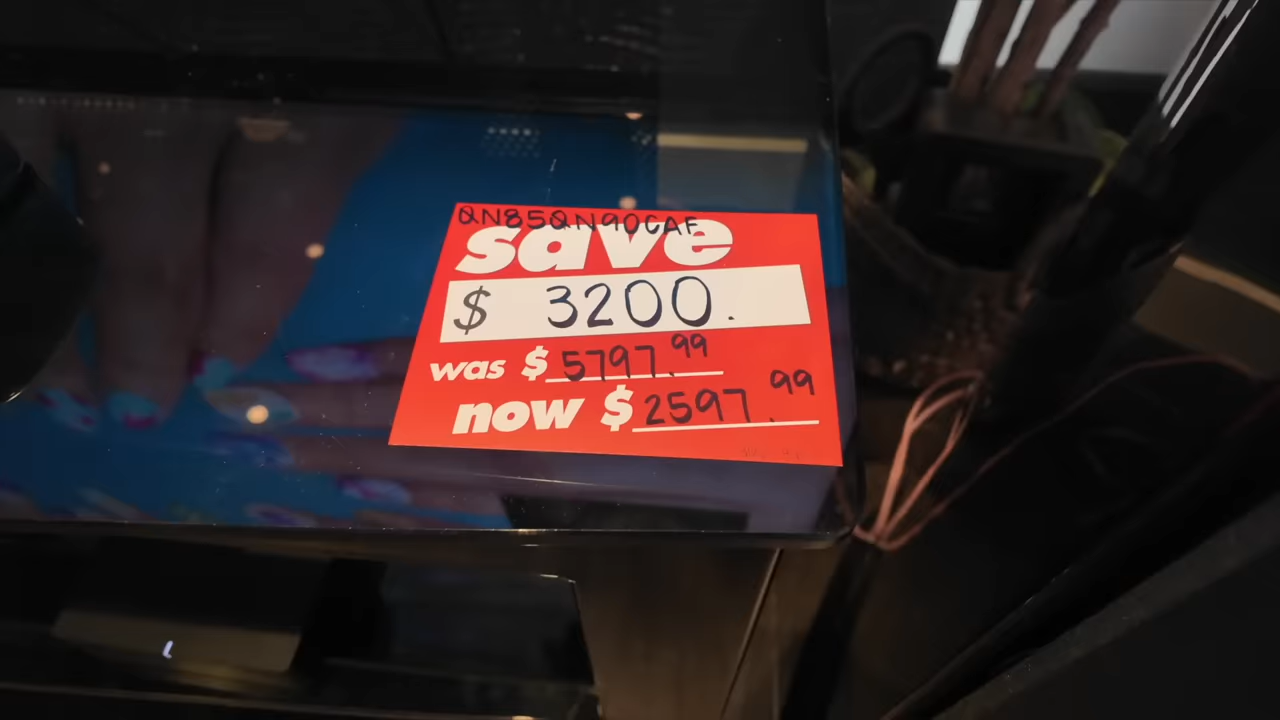 QN85QN90CAF
save
$ 3200.
was $ 5797.99
now $ 2597.99